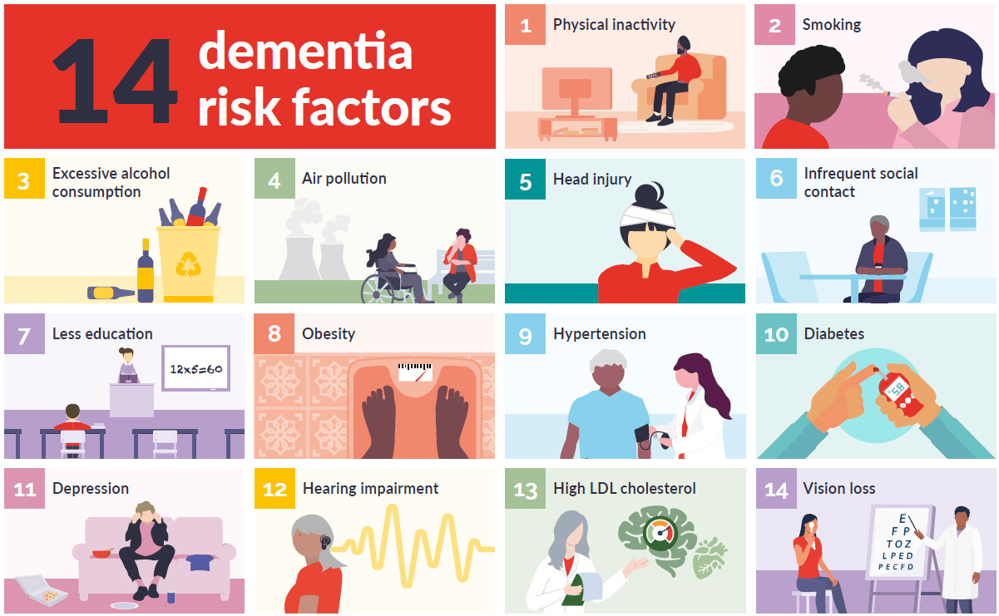 14 dementia
risk factors
1 Physical inactivity
2 Smoking
3 Excessive alcohol
consumption
4 Air pollution
5 Head injury
6 Infrequent social
contact
7 Less education
12x5=60
8 Obesity
9 Hypertension
10 Diabetes
5.8
11 Depression
12 Hearing impairment
13 High LDL cholesterol
14 Vision loss
E
F P
T O Z
L P E D
P E C F D